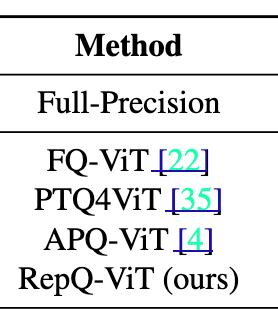 Method
Full-Precision
FQ-ViT [22]
PTQ4ViT [35]
APQ-ViT [4]
RepQ-ViT (ours)